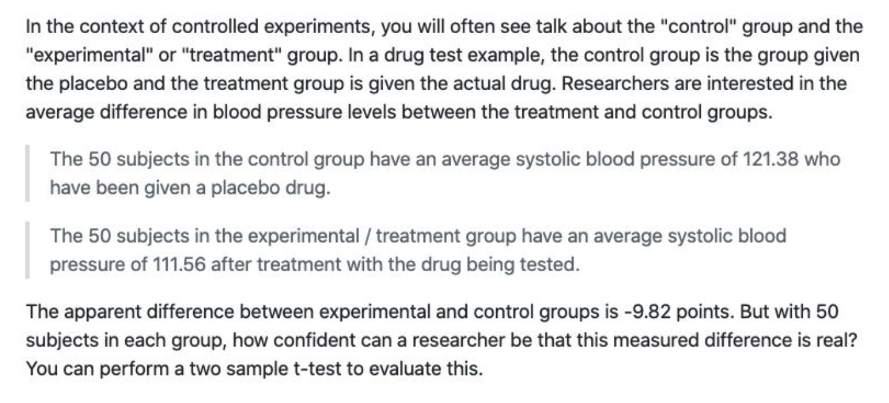 In the context of controlled experiments, you will often see talk about the "control" group and the
"experimental" or "treatment" group. In a drug test example, the control group is the group given
the placebo and the treatment group is given the actual drug. Researchers are interested in the
average difference in blood pressure levels between the treatment and control groups.
The 50 subjects in the control group have an average systolic blood pressure of 121.38 who
have been given a placebo drug.
The 50 subjects in the experimental / treatment group have an average systolic blood
pressure of 111.56 after treatment with the drug being tested.
The apparent difference between experimental and control groups is -9.82 points. But with 50
subjects in each group, how confident can a researcher be that this measured difference is real?
You can perform a two sample t-test to evaluate this.